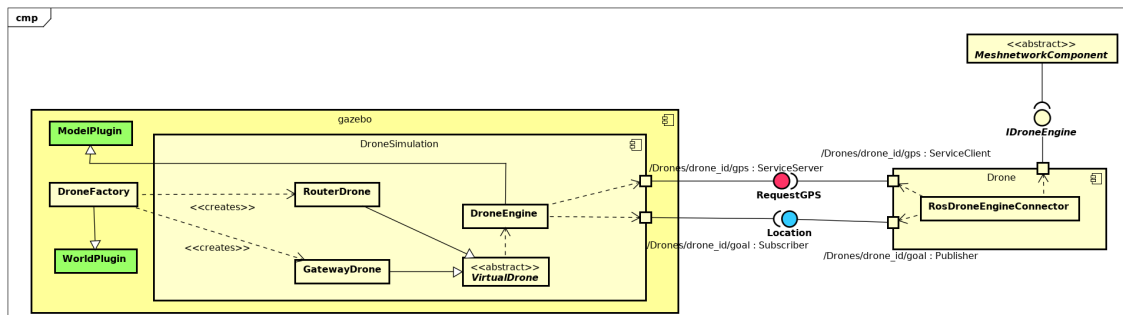 cmp
<<abstract>>
MeshnetworkComponent
gazebo
ModelPlugin
DroneSimulation
IDroneEngine
/Drones/drone_id/gps : ServiceClient
/Drones/drone_id/gps : ServiceServer
Drone
DroneFactory
RouterDrone
RequestGPS
<<creates>>
DroneEngine
RosDroneEngineConnector
Location
<<creates>>
/Drones/drone_id/goal : Subscriber
/Drones/drone_id/goal : Publisher
WorldPlugin
GatewayDrone
<<abstract>>
VirtualDrone